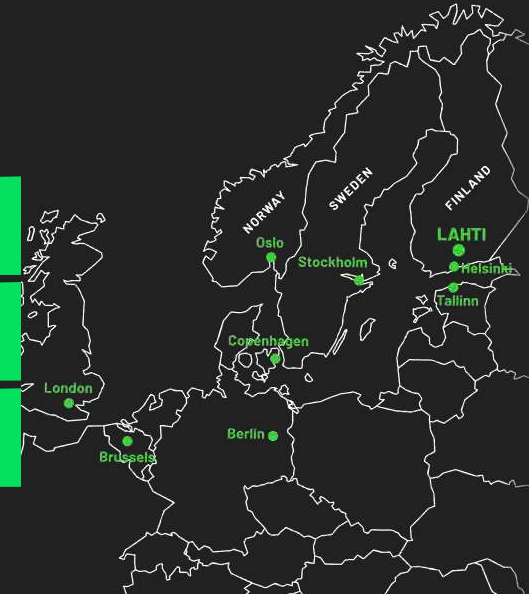 NORWAY
SWEDEN
FINLAND
LAHTI
Oslo
Stockholm
Helsinki
Tallinn
Copenhagen
London
Berlin
Brussels